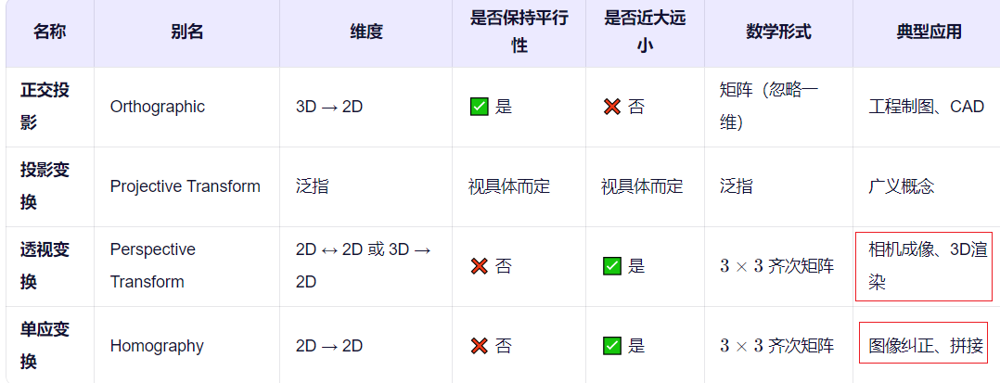 名称 别名 维度 是否保持平行性 是否近大远小 数学形式 典型应用
正交投影 Orthographic 3D → 2D ✅ 是 ❌ 否 矩阵（忽略一维） 工程制图、CAD
投影变换 Projective Transform 泛指 视具体而定 视具体而定 泛指 广义概念
透视变换 Perspective Transform 2D ↔ 2D 或 3D → 2D ❌ 否 ✅ 是 3 × 3 齐次矩阵 相机成像、3D渲染
单应变换 Homography 2D → 2D ❌ 否 ✅ 是 3 × 3 齐次矩阵 图像纠正、拼接